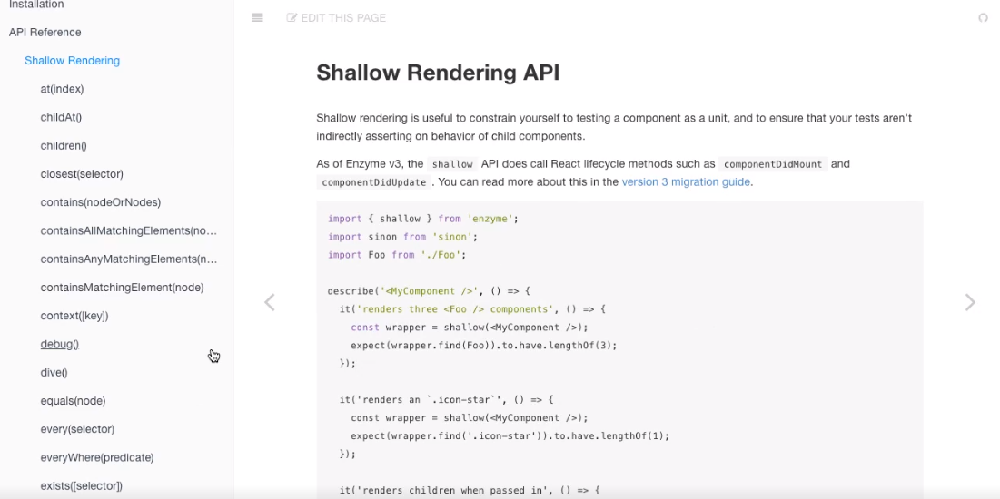 Installation
API Reference
Shallow Rendering
at(index)
childAt()
children()
closest(selector)
contains(nodeOrNodes)
containsAllMatchingElements(no...
containsAnyMatchingElements(n...
containsMatchingElement(node)
context([key])
debug()
dive()
equals(node)
every(selector)
everyWhere(predicate)
exists([selector])
EDIT THIS PAGE
Shallow Rendering API
Shallow rendering is useful to constrain yourself to testing a component as a unit, and to ensure that your tests aren't
indirectly asserting on behavior of child components.
As of Enzyme v3, the shallow API does call React lifecycle methods such as componentDidMount and
componentDidUpdate . You can read more about this in the version 3 migration guide.
import { shallow } from 'enzyme';
import sinon from 'sinon';
import Foo from './Foo';
describe('<MyComponent />', () => {
  it('renders three <Foo /> components', () => {
    const wrapper = shallow(<MyComponent />);
    expect(wrapper.find(Foo)).to.have.lengthOf(3);
  });
  it('renders an `.icon-star`', () => {
    const wrapper = shallow(<MyComponent />);
    expect(wrapper.find('.icon-star')).to.have.lengthOf(1);
  });
  it('renders children when passed in', () => {